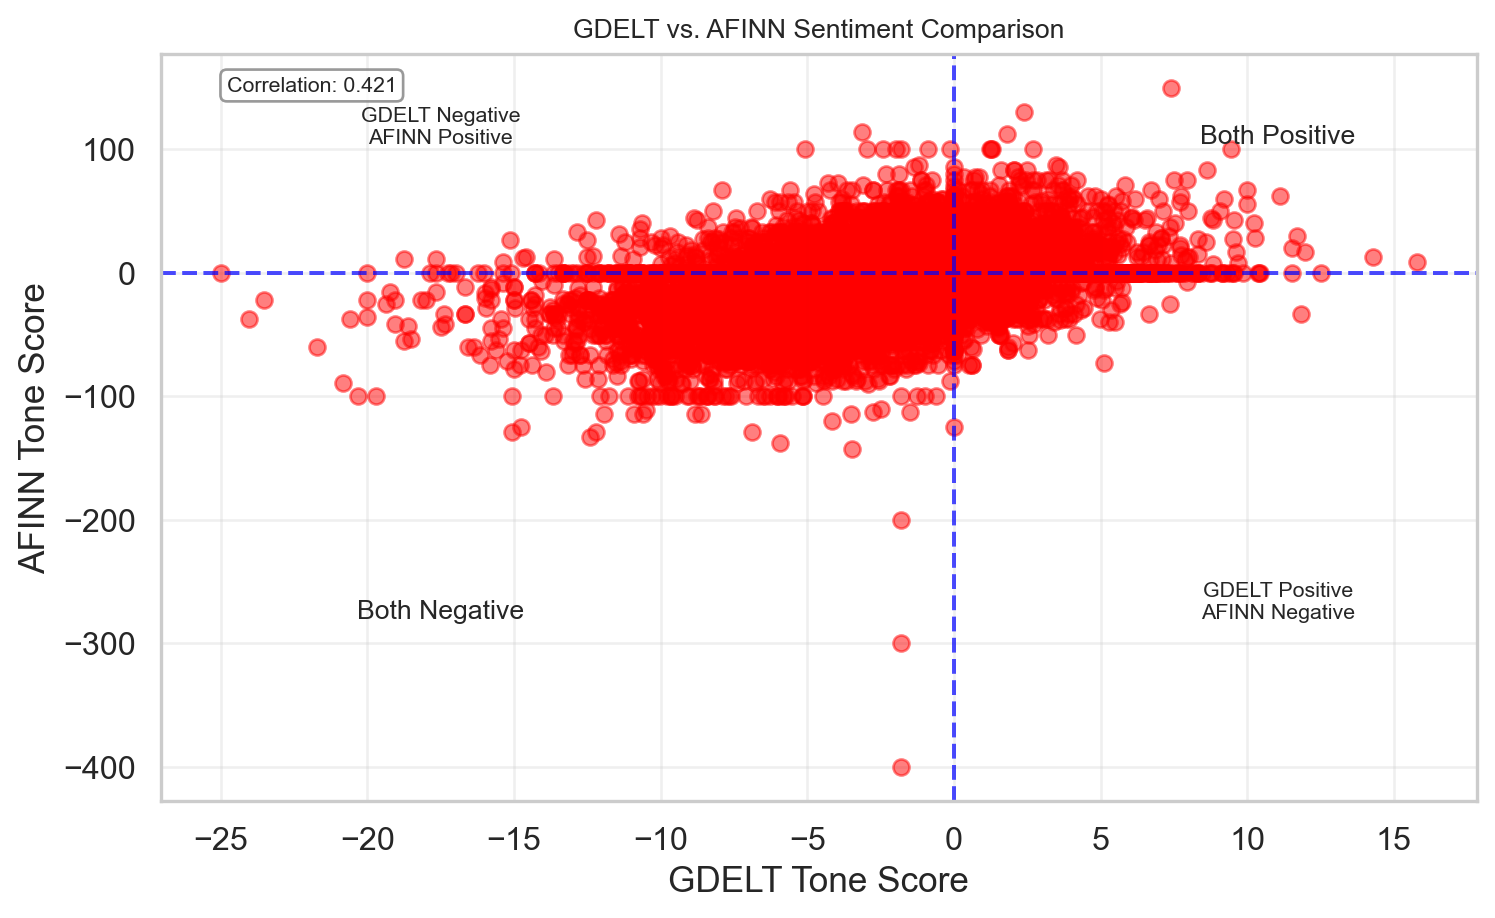 GDELT vs. AFINN Sentiment Comparison
Correlation: 0.421
GDELT Negative
AFINN Positive
Both Positive
Both Negative
GDELT Positive
AFINN Negative
AFINN Tone Score
100
0
−100
−200
−300
−400
−25 −20 −15 −10 −5 0 5 10 15
GDELT Tone Score